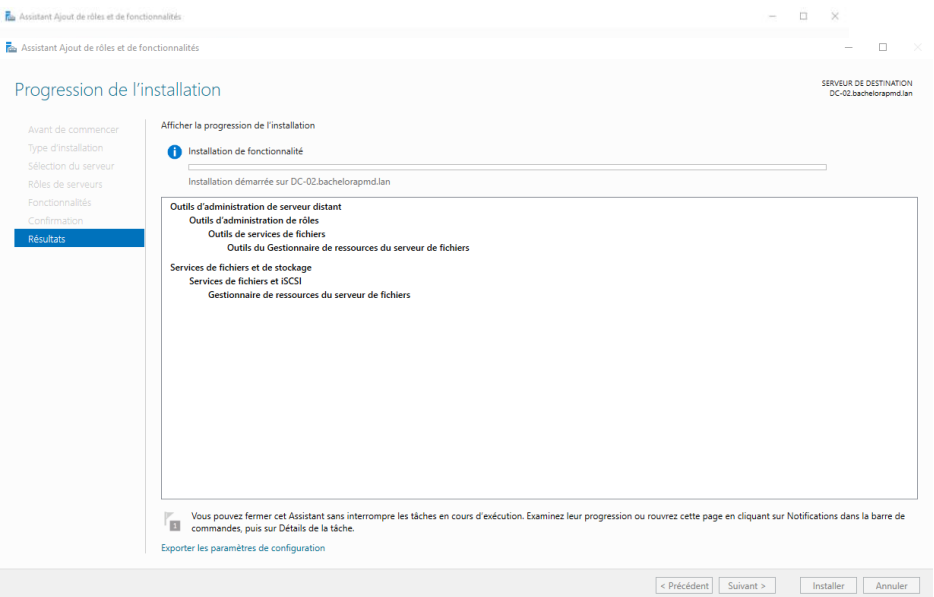 Assistant Ajout de rôles et de fonctionnalités
Assistant Ajout de rôles et de fonctionnalités
Progression de l'installation
SERVEUR DE DESTINATION
DC-02.bachelorapmd.lan
Avant de commencer
Type d'installation
Sélection du serveur
Rôles de serveurs
Fonctionnalités
Confirmation
Résultats
Afficher la progression de l'installation
Installation de fonctionnalité
Installation démarrée sur DC-02.bachelorapmd.lan
Outils d'administration de serveur distant
Outils d'administration de rôles
Outils de services de fichiers
Outils du Gestionnaire de ressources du serveur de fichiers
Services de fichiers et de stockage
Services de fichiers et iSCSI
Gestionnaire de ressources du serveur de fichiers
1
Vous pouvez fermer cet Assistant sans interrompre les tâches en cours d'exécution. Examinez leur progression ou rouvrez cette page en cliquant sur Notifications dans la barre de
commandes, puis sur Détails de la tâche.
Exporter les paramètres de configuration
< Précédent
Suivant >
Installer
Annuler